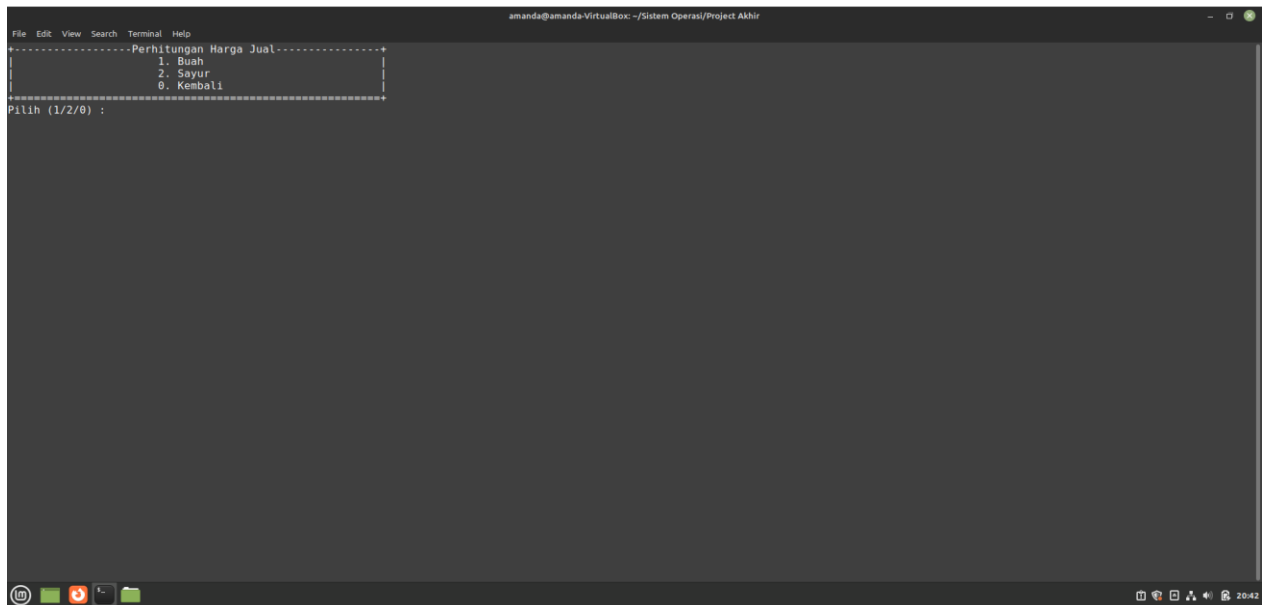 amanda@amanda-VirtualBox: ~/Sistem Operasi/Project Akhir
File Edit View Search Terminal Help
+------------------Perhitungan Harga Jual----------------+
| 1. Buah |
| 2. Sayur |
| 0. Kembali |
+========================================================+
Pilih (1/2/0) :
20:42